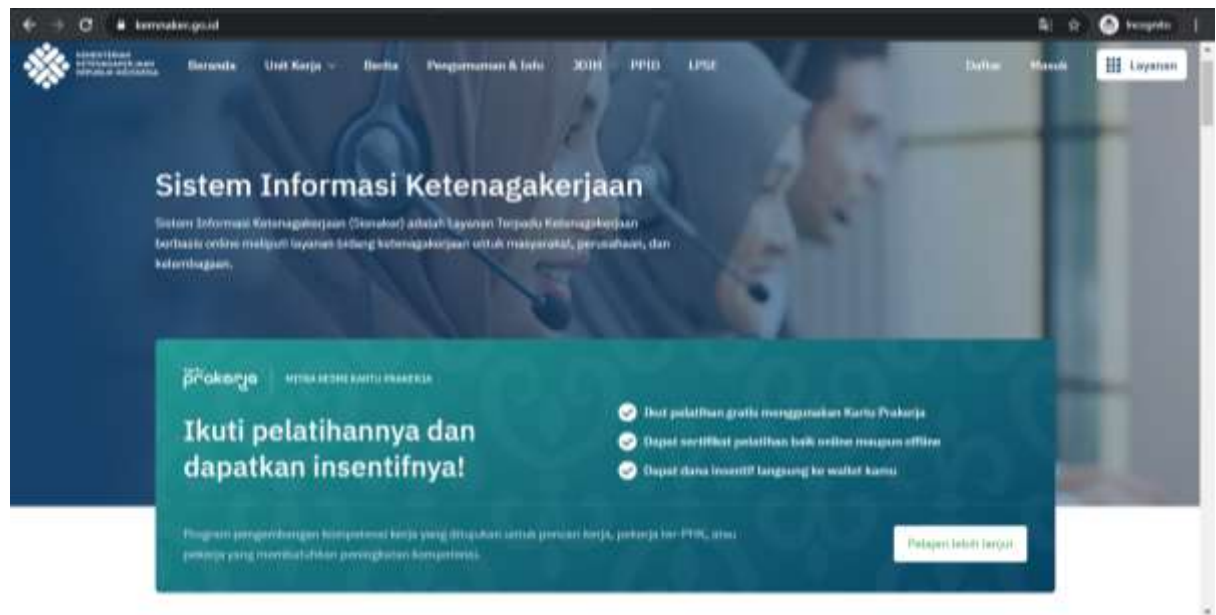 kemnaker.go.id
Incognito
KEMENTERIAN
KETENAGAKERJAAN
REPUBLIK INDONESIA
Beranda Unit Kerja Berita Pengumuman & Info JDIH PPID LPSE Daftar Masuk Layanan
Sistem Informasi Ketenagakerjaan
Sistem Informasi Ketenagakerjaan (Sisnaker) adalah Layanan Terpadu Ketenagakerjaan
berbasis online meliputi layanan bidang ketenagakerjaan untuk masyarakat, perusahaan, dan
kelembagaan.
prakerja MITRA RESMI KARTU PRAKERJA
Ikuti pelatihannya dan
dapatkan insentifnya!
Ikut pelatihan gratis menggunakan Kartu Prakerja
Dapat sertifikat pelatihan baik online maupun offline
Dapat dana insentif langsung ke wallet kamu
Program pengembangan kompetensi kerja yang ditujukan untuk pencari kerja, pekerja ter-PHK, atau
pekerja yang membutuhkan peningkatan kompetensi.
Pelajari lebih lanjut